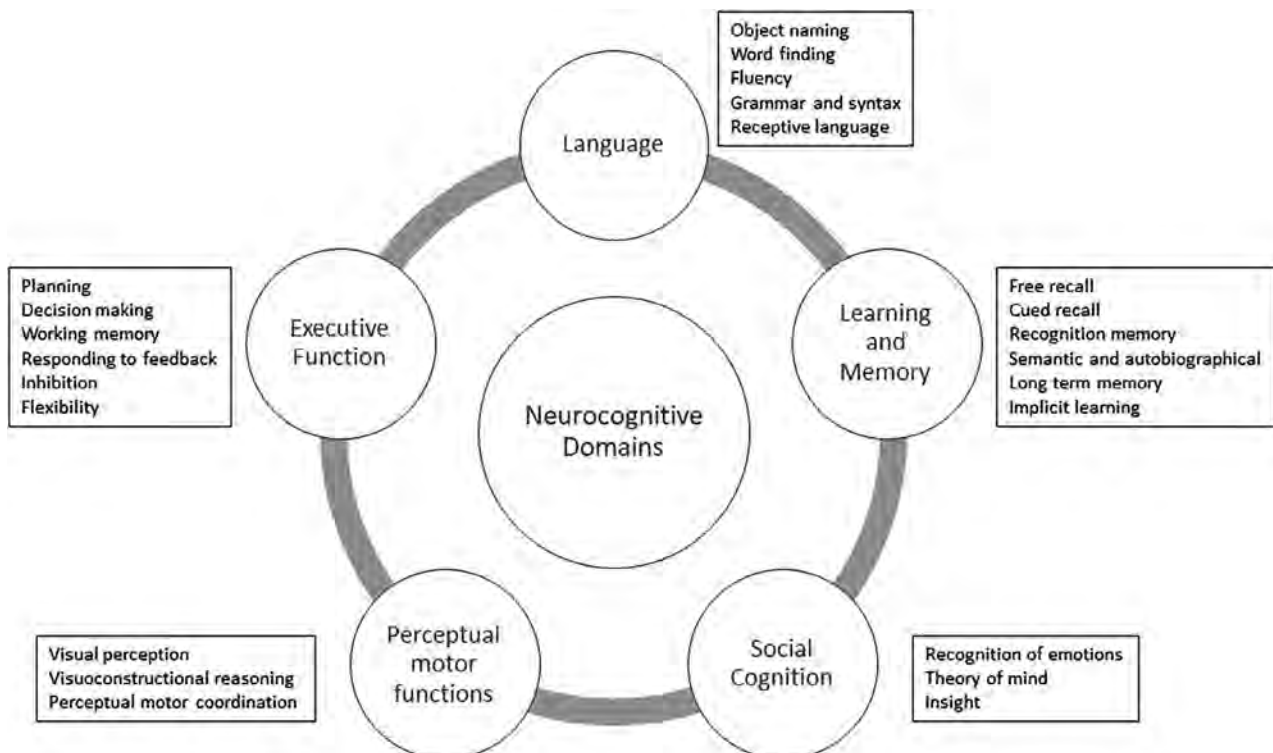 Object naming
Word finding
Fluency
Grammar and syntax
Receptive language
Language
Planning
Decision making
Working memory
Responding to feedback
Inhibition
Flexibility
Executive
Function
Learning
and
Memory
Free recall
Cued recall
Recognition memory
Semantic and autobiographical
Long term memory
Implicit learning
Neurocognitive
Domains
Visual perception
Visuoconstructional reasoning
Perceptual motor coordination
Perceptual
motor
functions
Social
Cognition
Recognition of emotions
Theory of mind
Insight